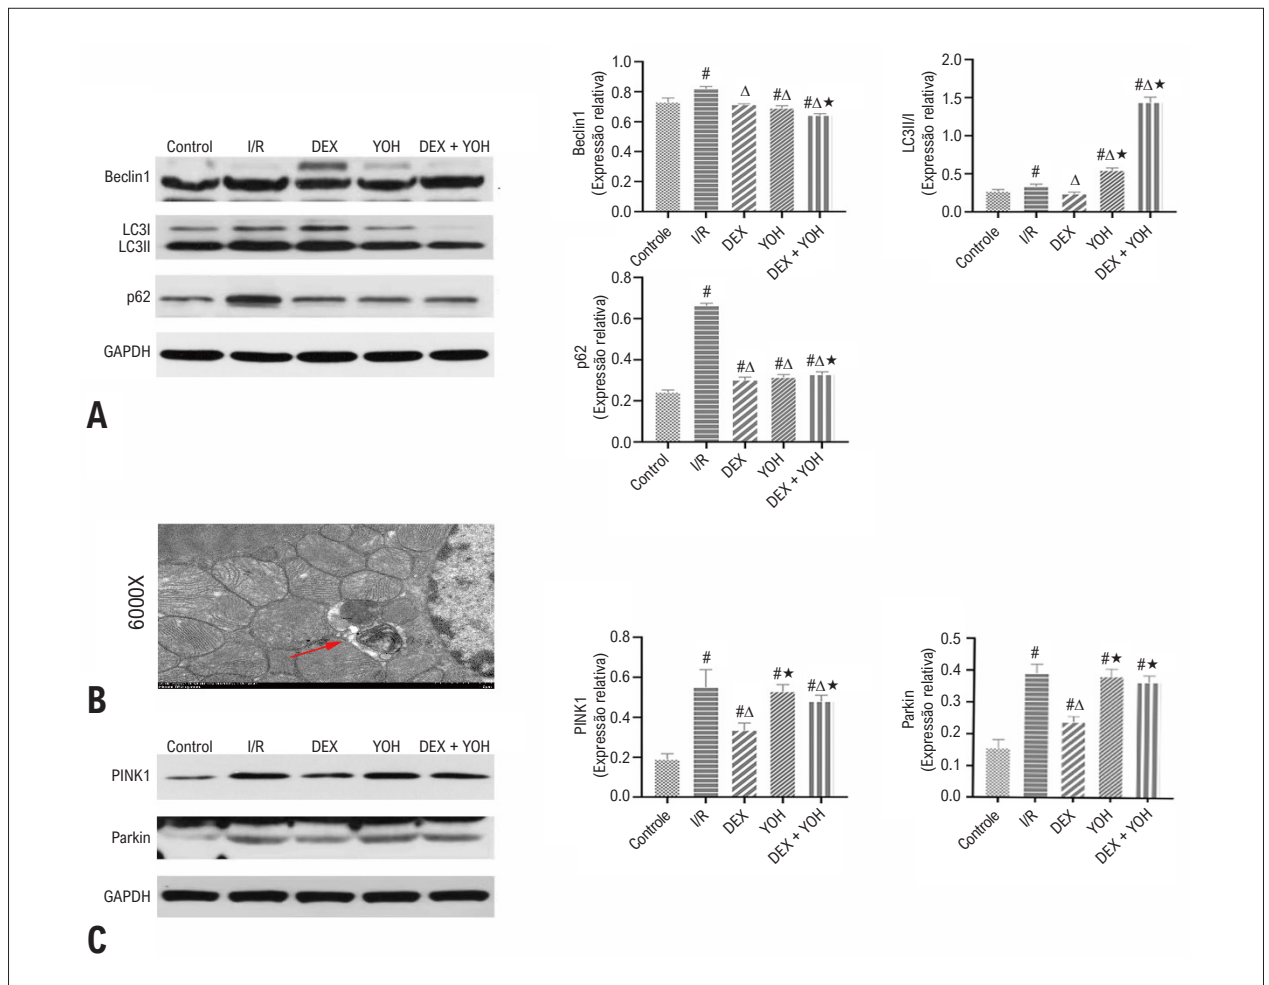 Control I/R DEX YOH DEX + YOH
Beclin1
LC3I
LC3II
p62
GAPDH
A
Beclin1
(Expressão relativa)
1.0
0.8
0.6
0.4
0.2
0.0
# Δ #Δ #Δ★
Controle I/R DEX YOH DEX + YOH
LC3II/I
(Expressão relativa)
2.0
1.5
1.0
0.5
0.0
# Δ #Δ★ #Δ★
Controle I/R DEX YOH DEX + YOH
p62
(Expressão relativa)
0.8
0.6
0.4
0.2
0.0
# #Δ #Δ #Δ★
Control I/R DEX YOH DEX + YOH
6000X
B
Control I/R DEX YOH DEX + YOH
PINK1
Parkin
GAPDH
C
PINK1
(Expressão relativa)
0.8
0.6
0.4
0.2
0.0
# #Δ #★ #Δ★
Controle I/R DEX YOH DEX + YOH
Parkin
(Expressão relativa)
0.5
0.4
0.3
0.2
0.1
0.0
# #Δ #★ #★
Controle I/R DEX YOH DEX + YOH